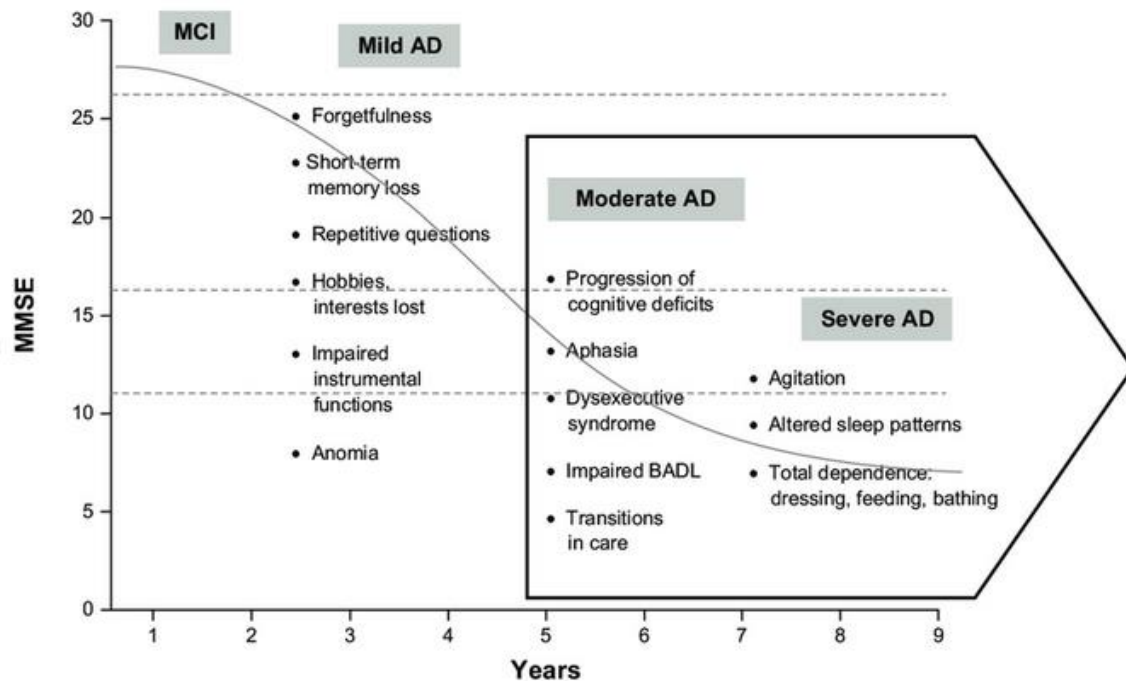 30
25
20
15
10
5
0
MMSE
MCI
Mild AD
• Forgetfulness
• Short term
memory loss
• Repetitive questions
• Hobbies,
interests lost
• Impaired
instrumental
functions
• Anomia
Moderate AD
• Progression of
cognitive deficits
• Aphasia
• Dysexecutive
syndrome
• Impaired BADL
• Transitions
in care
Severe AD
• Agitation
• Altered sleep patterns
• Total dependence:
dressing, feeding, bathing
1 2 3 4 5 6 7 8 9
Years